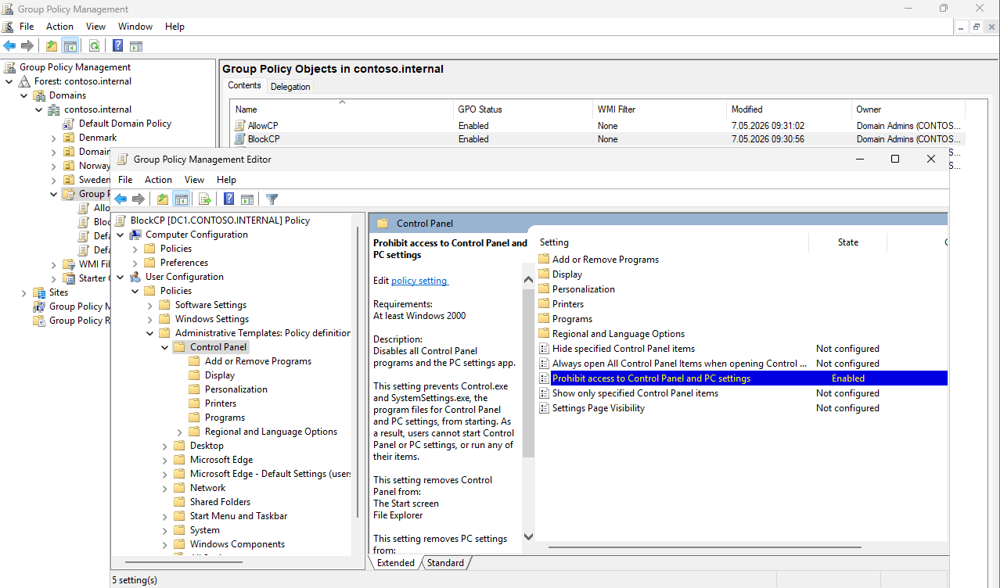 Group Policy Management
File Action View Window Help
Group Policy Management
Forest: contoso.internal
Domains
contoso.internal
Default Domain Policy
Denmark
Domain
Norway
Sweden
Group P
Allo
Bloc
Defa
Defa
WMI Fil
Starter G
Sites
Group Policy M
Group Policy R
Group Policy Objects in contoso.internal
Contents Delegation
Name GPO Status WMI Filter Modified Owner
AllowCP Enabled None 7.05.2026 09:31:02 Domain Admins (CONTOS...
BlockCP Enabled None 7.05.2026 09:30:56 Domain Admins (CONTOS...
S...
S...
Group Policy Management Editor
File Action View Help
BlockCP [DC1.CONTOSO.INTERNAL] Policy
Computer Configuration
Policies
Preferences
User Configuration
Policies
Software Settings
Windows Settings
Administrative Templates: Policy definition
Control Panel
Add or Remove Programs
Display
Personalization
Printers
Programs
Regional and Language Options
Desktop
Microsoft Edge
Microsoft Edge - Default Settings (users
Network
Shared Folders
Start Menu and Taskbar
System
Windows Components
Control Panel
Prohibit access to Control Panel and
PC settings
Edit policy setting
Requirements:
At least Windows 2000
Description:
Disables all Control Panel
programs and the PC settings app.
This setting prevents Control.exe
and SystemSettings.exe, the
program files for Control Panel
and PC settings, from starting. As
a result, users cannot start Control
Panel or PC settings, or run any of
their items.
This setting removes Control
Panel from:
The Start screen
File Explorer
This setting removes PC settings
from:
Setting State
Add or Remove Programs
Display
Personalization
Printers
Programs
Regional and Language Options
Hide specified Control Panel items Not configured
Always open All Control Panel Items when opening Control ... Not configured
Prohibit access to Control Panel and PC settings Enabled
Show only specified Control Panel items Not configured
Settings Page Visibility Not configured
Extended Standard
5 setting(s)